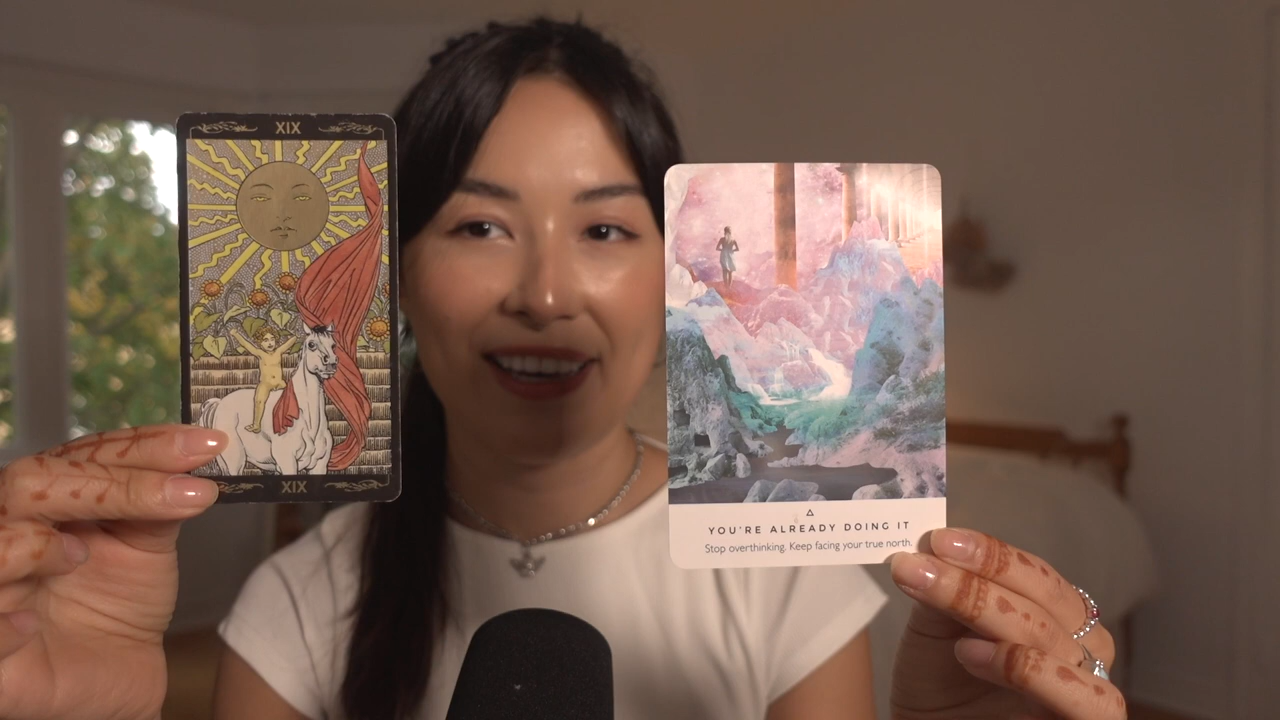 XIX
XIX
YOU'RE ALREADY DOING IT
Stop overthinking. Keep facing your true north.